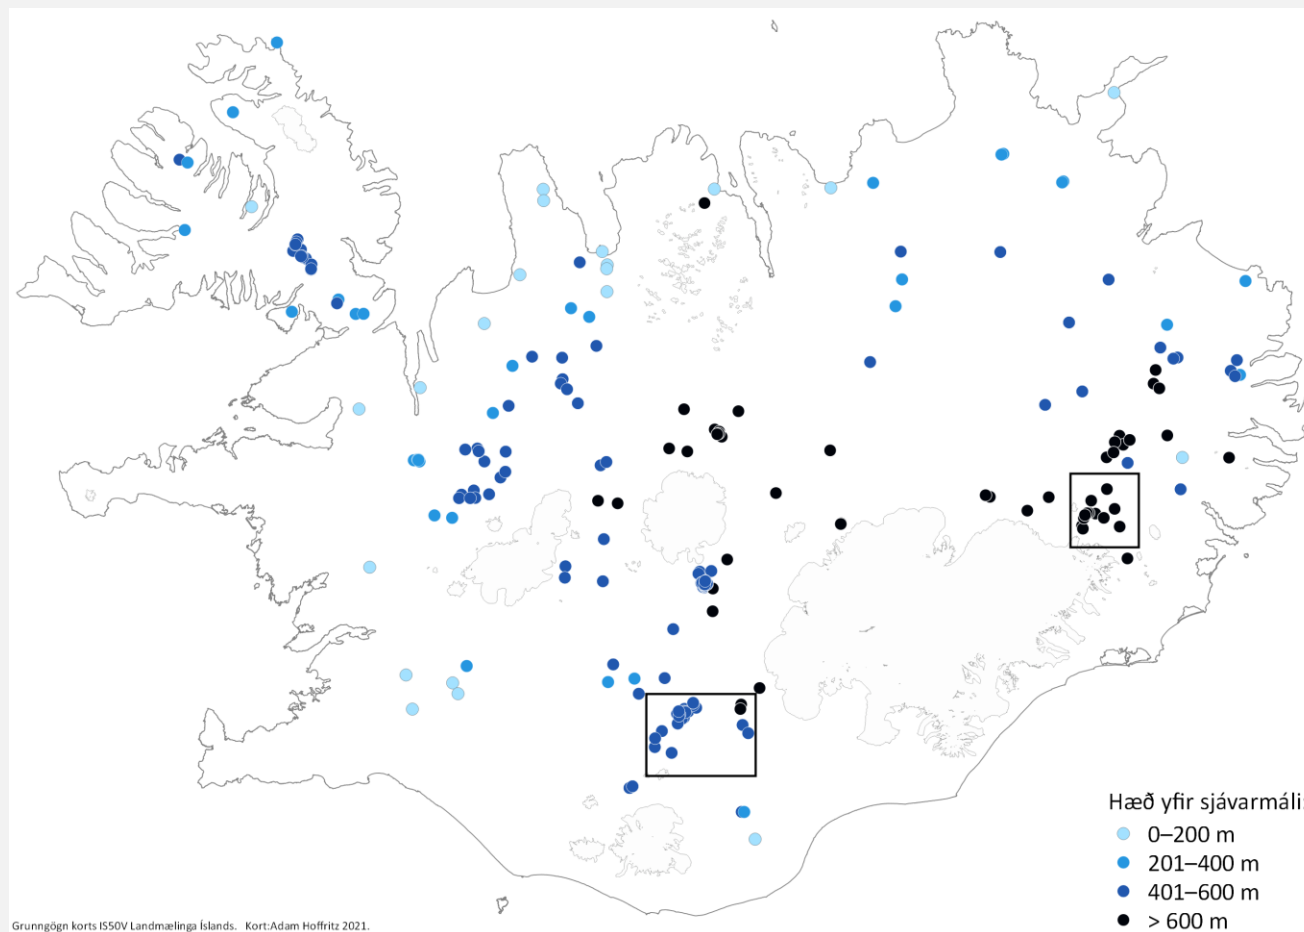 Hæð yfir sjávarmáli:
0–200 m
201–400 m
401–600 m
> 600 m
Grunngögn korts IS50V Landmælinga Íslands. Kort:Adam Hoffritz 2021.